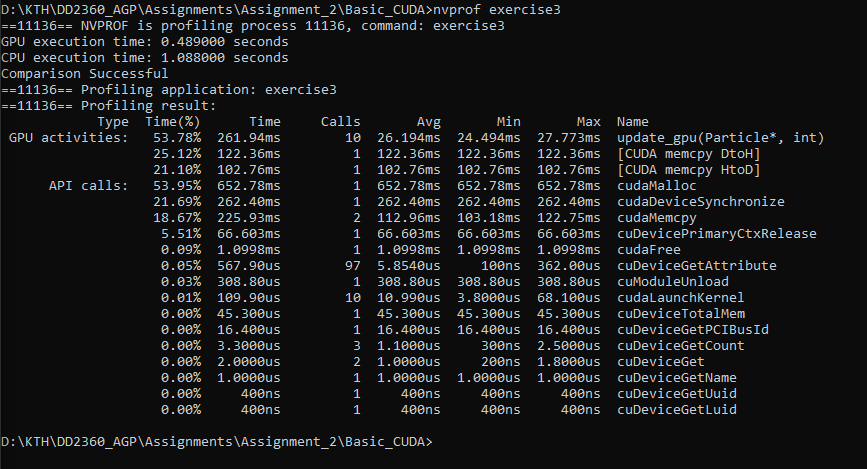 D:\KTH\DD2360_AGP\Assignments\Assignment_2\Basic_CUDA>nvprof exercise3
==11136== NVPROF is profiling process 11136, command: exercise3
GPU execution time: 0.489000 seconds
CPU execution time: 1.088000 seconds
Comparison Successful
==11136== Profiling application: exercise3
==11136== Profiling result:
Type Time(%) Time Calls Avg Min Max Name
GPU activities: 53.78% 261.94ms 10 26.194ms 24.494ms 27.773ms update_gpu(Particle*, int)
25.12% 122.36ms 1 122.36ms 122.36ms 122.36ms [CUDA memcpy DtoH]
21.10% 102.76ms 1 102.76ms 102.76ms 102.76ms [CUDA memcpy HtoD]
API calls: 53.95% 652.78ms 1 652.78ms 652.78ms 652.78ms cudaMalloc
21.69% 262.40ms 1 262.40ms 262.40ms 262.40ms cudaDeviceSynchronize
18.67% 225.93ms 2 112.96ms 103.18ms 122.75ms cudaMemcpy
5.51% 66.603ms 1 66.603ms 66.603ms 66.603ms cuDevicePrimaryCtxRelease
0.09% 1.0998ms 1 1.0998ms 1.0998ms 1.0998ms cudaFree
0.05% 567.90us 97 5.8540us 100ns 362.00us cuDeviceGetAttribute
0.03% 308.80us 1 308.80us 308.80us 308.80us cuModuleUnload
0.01% 109.90us 10 10.990us 3.8000us 68.100us cudaLaunchKernel
0.00% 45.300us 1 45.300us 45.300us 45.300us cuDeviceTotalMem
0.00% 16.400us 1 16.400us 16.400us 16.400us cuDeviceGetPCIBusId
0.00% 3.3000us 3 1.1000us 300ns 2.5000us cuDeviceGetCount
0.00% 2.0000us 2 1.0000us 200ns 1.8000us cuDeviceGet
0.00% 1.0000us 1 1.0000us 1.0000us 1.0000us cuDeviceGetName
0.00% 400ns 1 400ns 400ns 400ns cuDeviceGetUuid
0.00% 400ns 1 400ns 400ns 400ns cuDeviceGetLuid
D:\KTH\DD2360_AGP\Assignments\Assignment_2\Basic_CUDA>